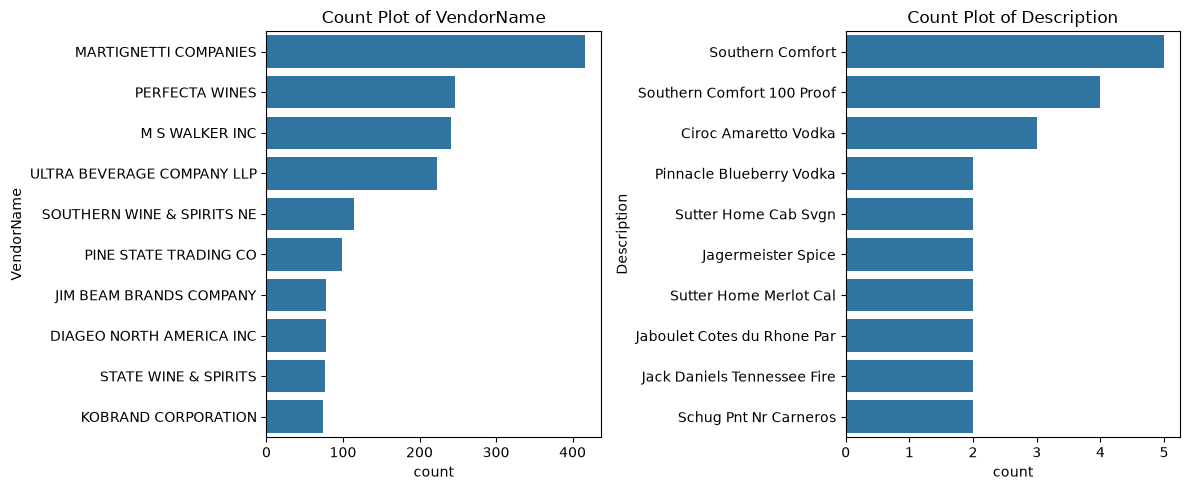 Count Plot of VendorName
VendorName
MARTIGNETTI COMPANIES
PERFECTA WINES
M S WALKER INC
ULTRA BEVERAGE COMPANY LLP
SOUTHERN WINE & SPIRITS NE
PINE STATE TRADING CO
JIM BEAM BRANDS COMPANY
DIAGEO NORTH AMERICA INC
STATE WINE & SPIRITS
KOBRAND CORPORATION
0 100 200 300 400
count
Count Plot of Description
Description
Southern Comfort
Southern Comfort 100 Proof
Ciroc Amaretto Vodka
Pinnacle Blueberry Vodka
Sutter Home Cab Svgn
Jagermeister Spice
Sutter Home Merlot Cal
Jaboulet Cotes du Rhone Par
Jack Daniels Tennessee Fire
Schug Pnt Nr Carneros
0 1 2 3 4 5
count